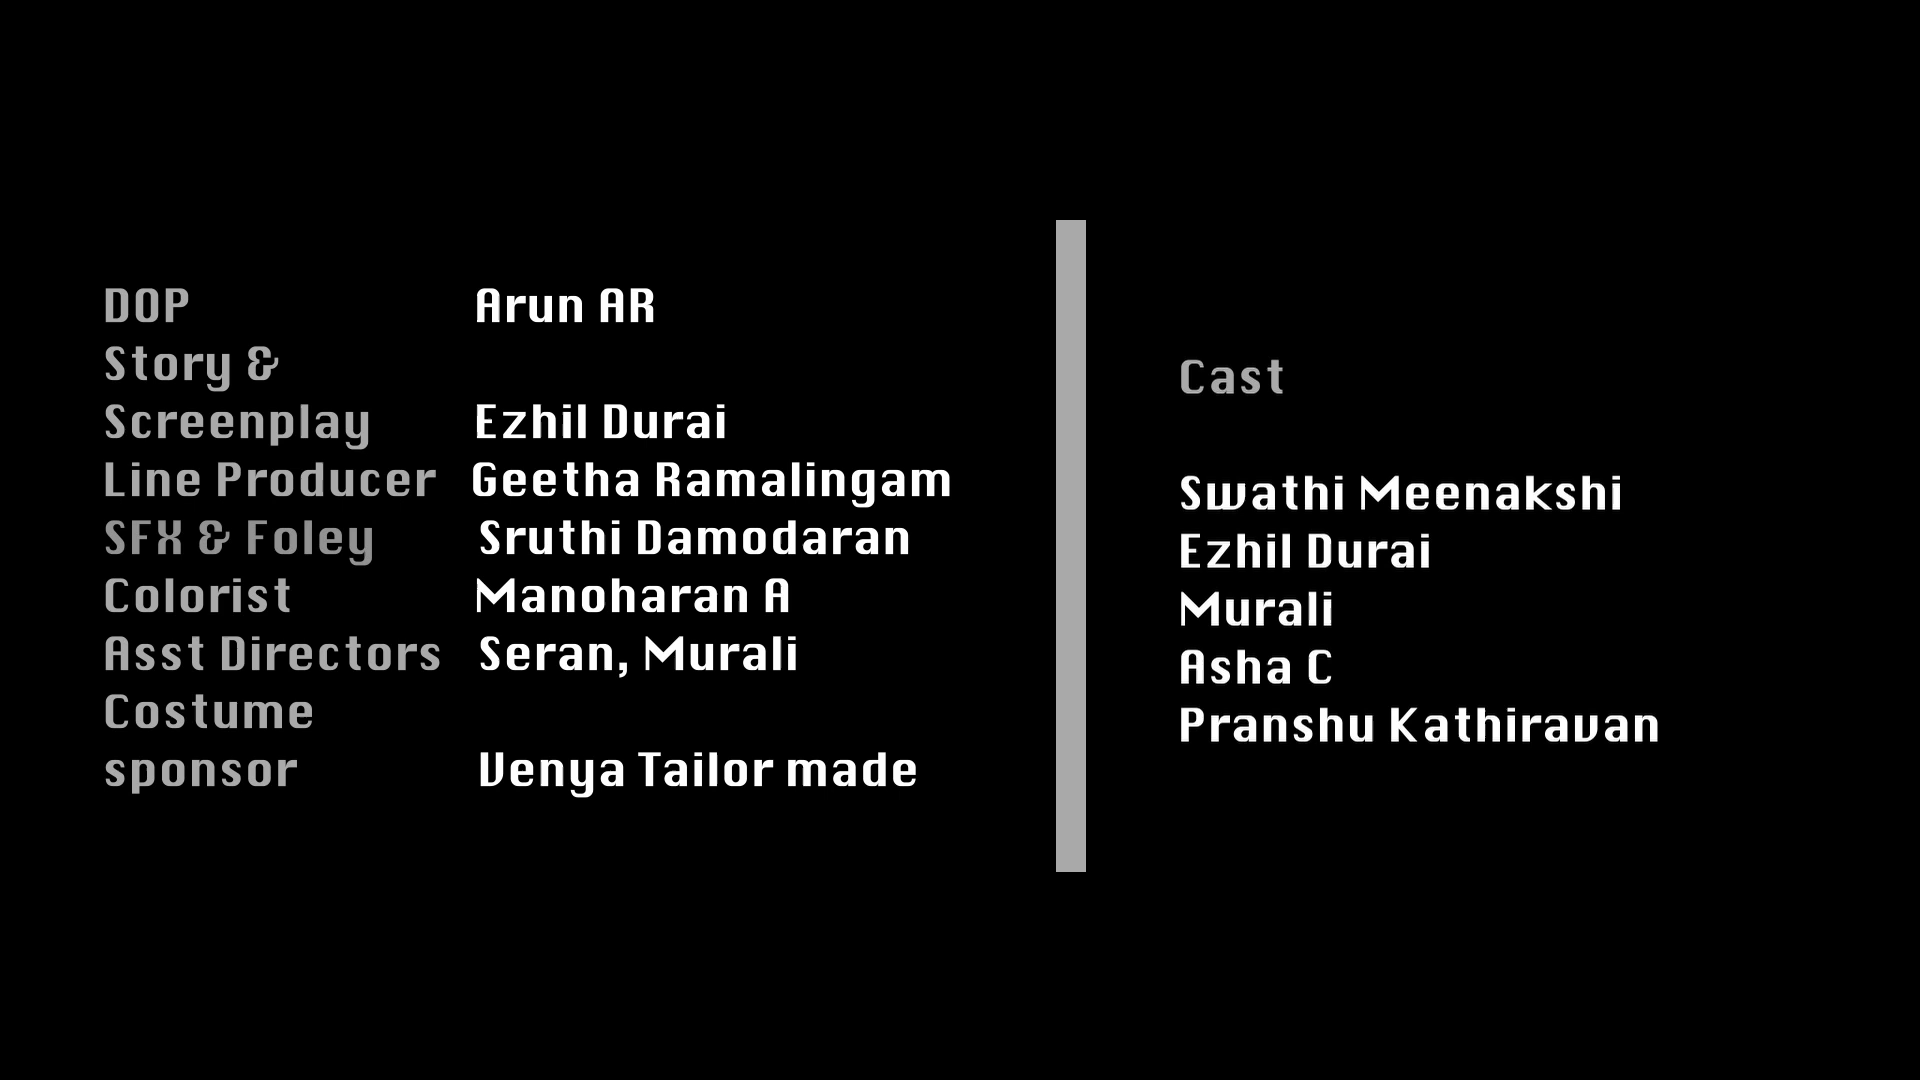 DOP Arun AR
Story &
Screenplay Ezhil Durai
Line Producer Geetha Ramalingam
SFX & Foley Sruthi Damodaran
Colorist Manoharan A
Asst Directors Seran, Murali
Costume
sponsor Venya Tailor made
Cast
Swathi Meenakshi
Ezhil Durai
Murali
Asha C
Pranshu Kathiravan